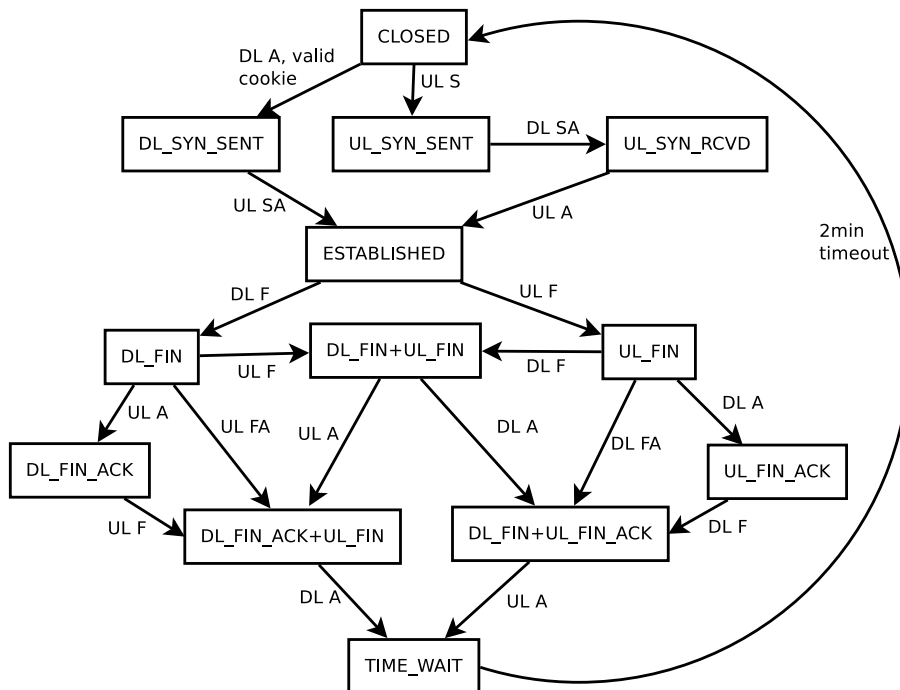 CLOSED
DL A, valid
cookie
UL S
DL_SYN_SENT
UL_SYN_SENT
DL SA
UL_SYN_RCVD
UL SA
UL A
2min
timeout
ESTABLISHED
DL F
UL F
DL_FIN
UL F
DL_FIN+UL_FIN
DL F
UL_FIN
UL A
UL FA
UL A
DL A
DL FA
DL A
DL_FIN_ACK
UL_FIN_ACK
UL F
DL_FIN_ACK+UL_FIN
DL_FIN+UL_FIN_ACK
DL F
DL A
UL A
TIME_WAIT